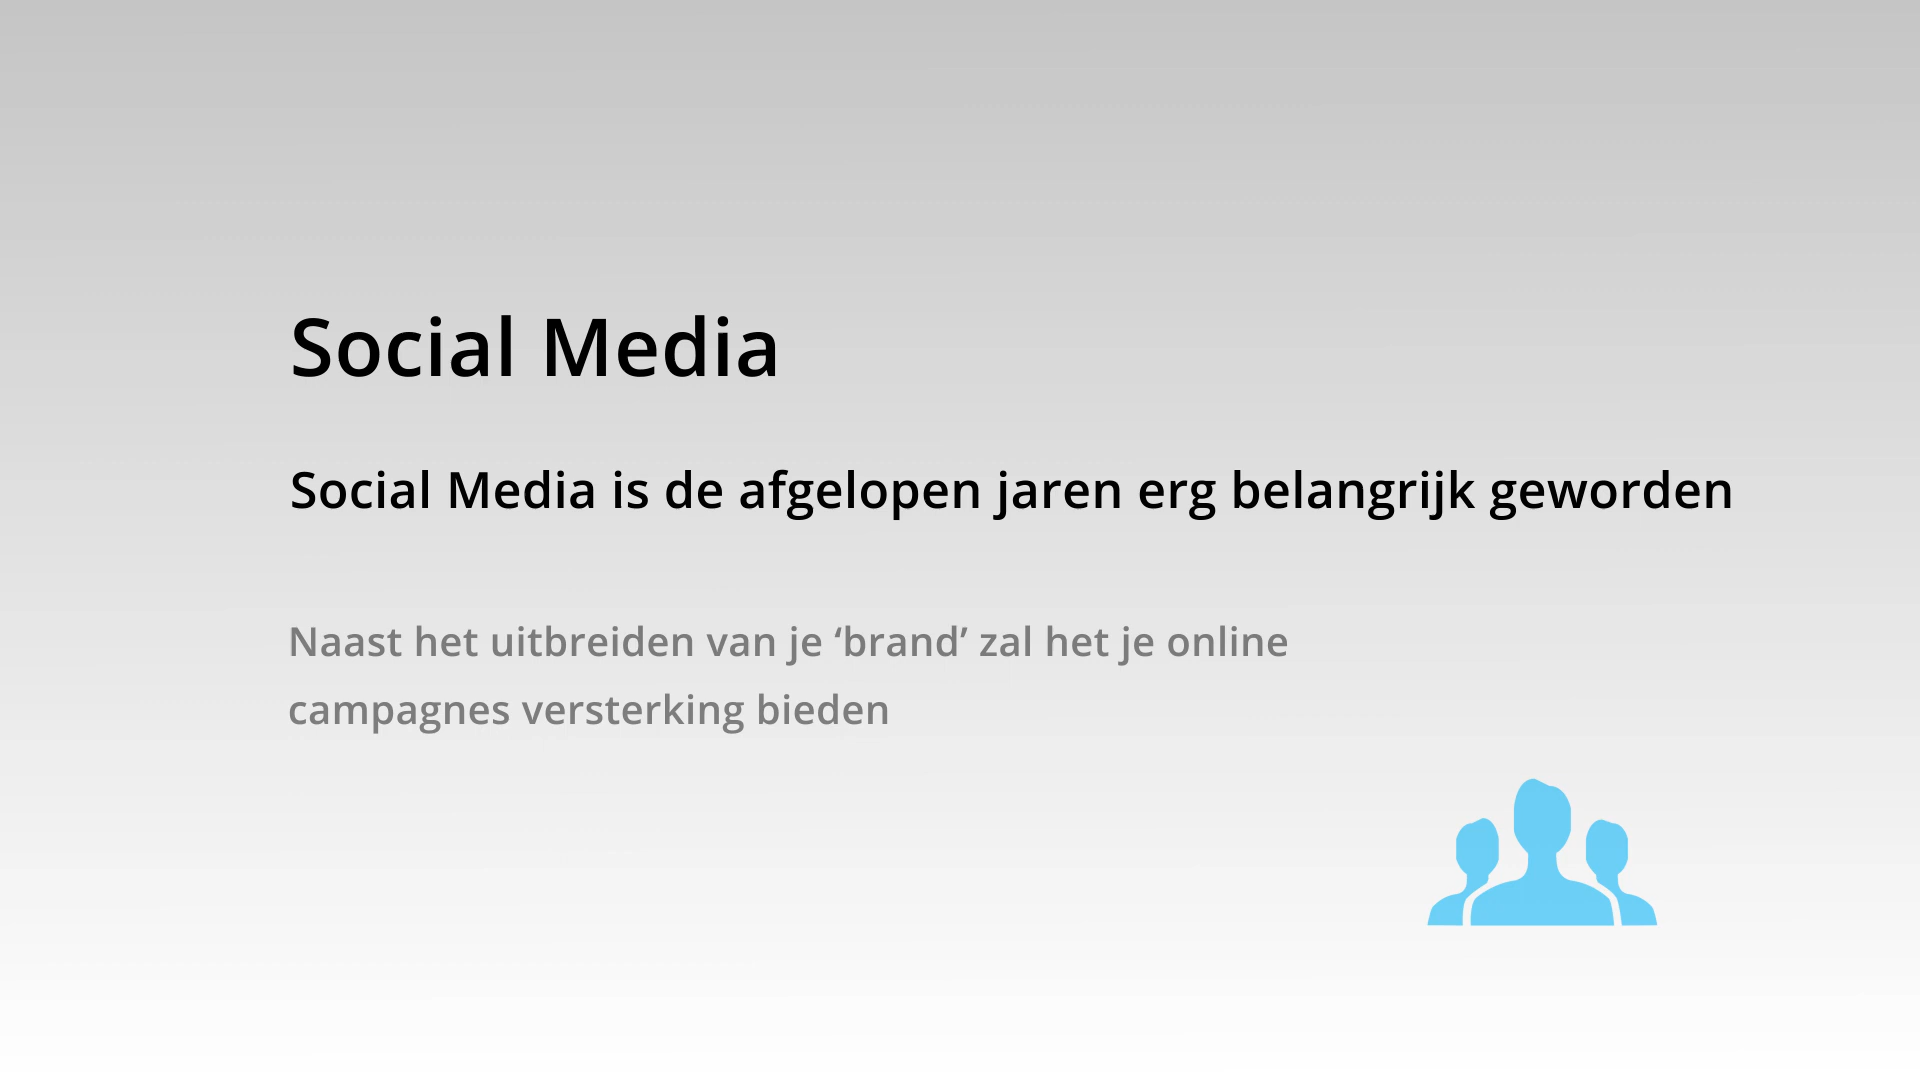 Social Media
Social Media is de afgelopen jaren erg belangrijk geworden
Naast het uitbreiden van je ‘brand’ zal het je online
campagnes versterking bieden